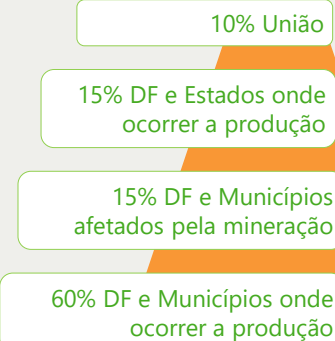 10% União
15% DF e Estados onde
ocorrer a produção
15% DF e Municípios
afetados pela mineração
60% DF e Municípios onde
ocorrer a produção